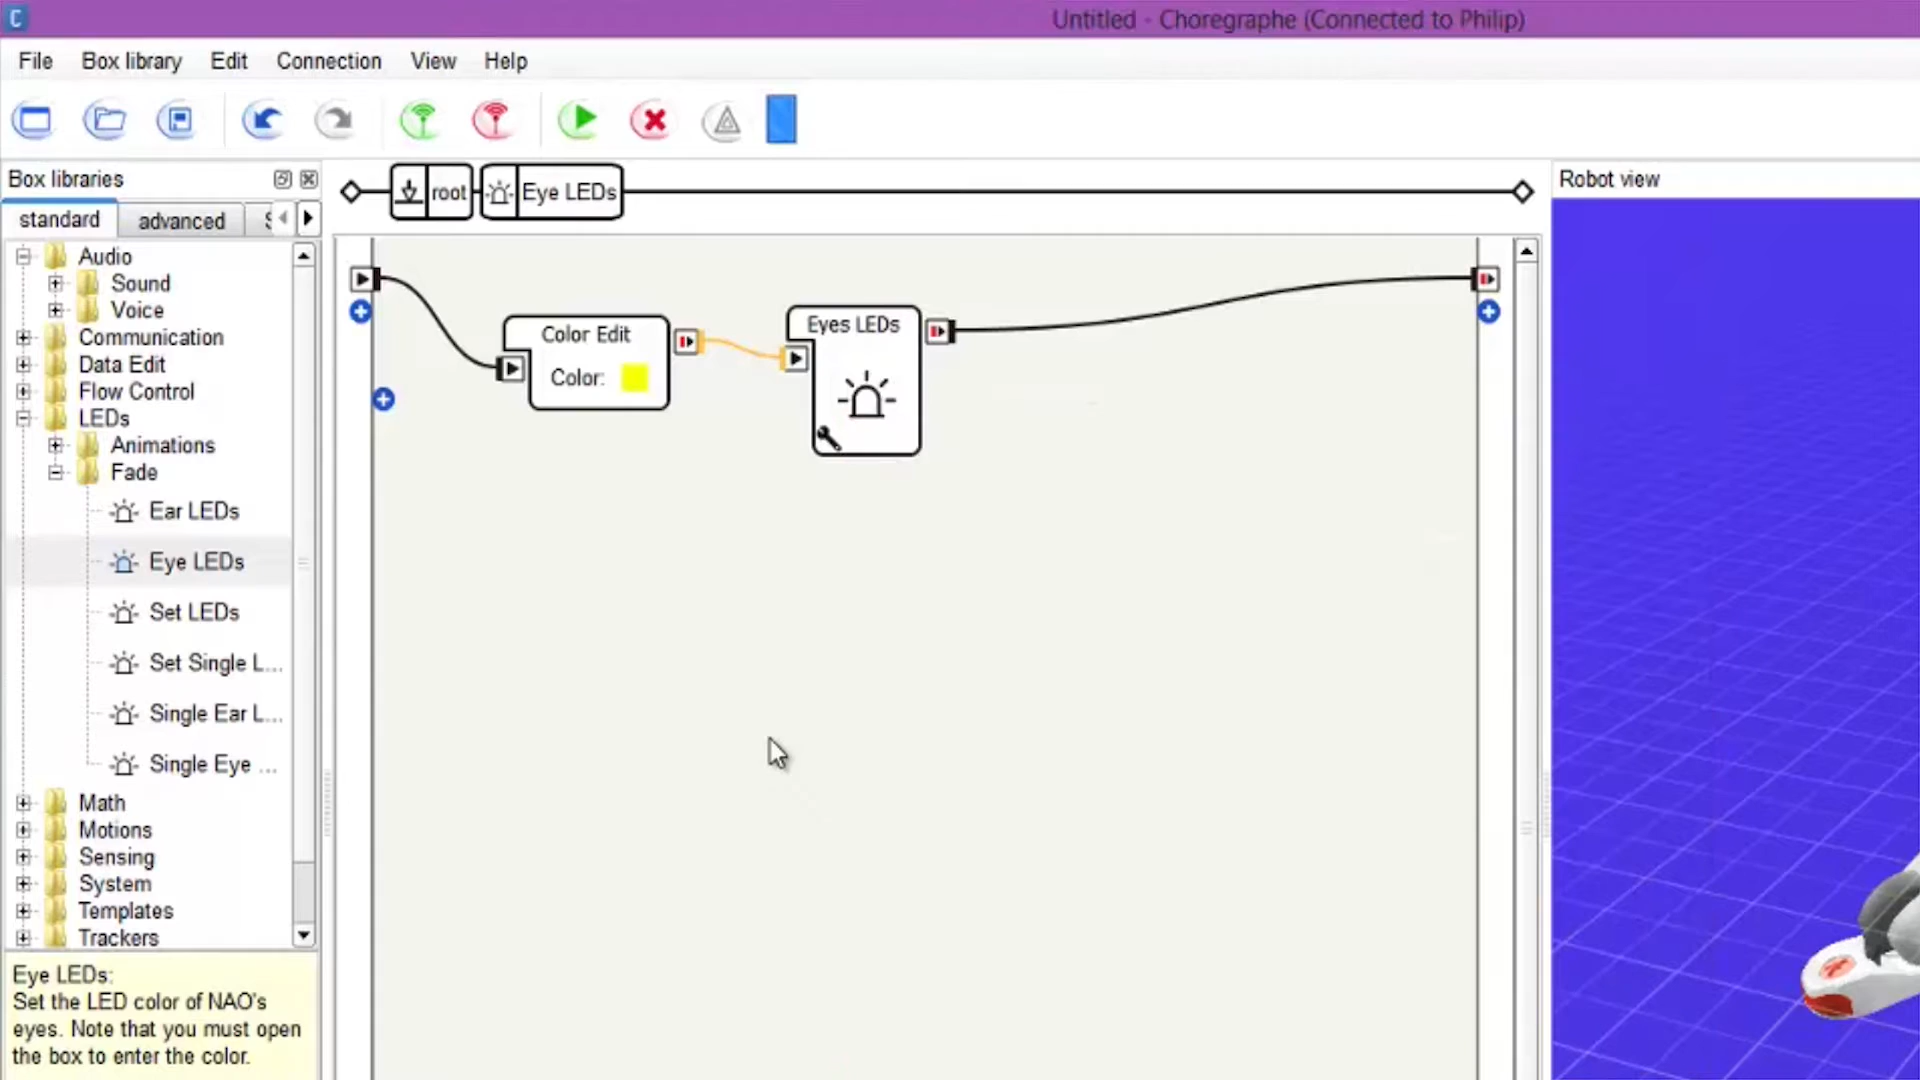 Untitled - Choregraphe (Connected to Philip)
File Box library Edit Connection View Help
Box libraries
standard advanced
root Eye LEDs
Robot view
Audio
Sound
Voice
Communication
Data Edit
Flow Control
LEDs
Animations
Fade
Ear LEDs
Eye LEDs
Set LEDs
Set Single L...
Single Ear L...
Single Eye ...
Math
Motions
Sensing
System
Templates
Trackers
Color Edit
Color:
Eyes LEDs
Eye LEDs:
Set the LED color of NAO's
eyes. Note that you must open
the box to enter the color.